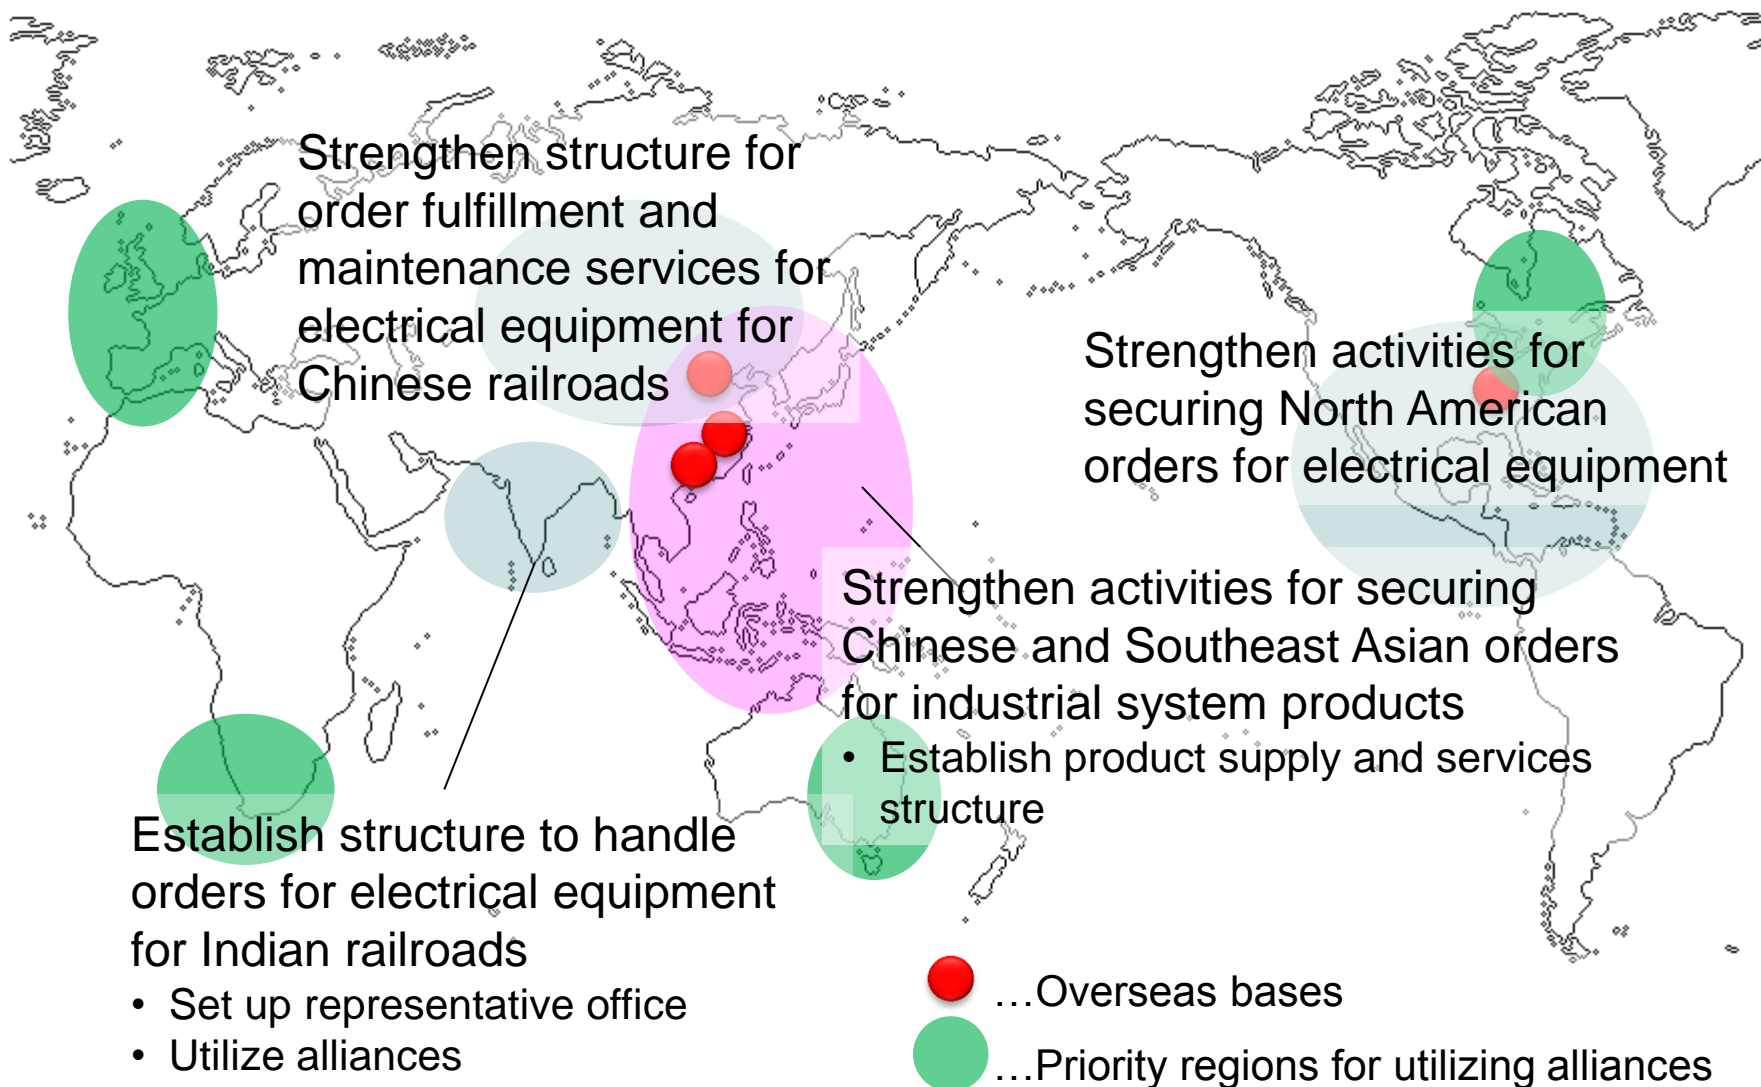 Strengthen structure for
order fulfillment and
maintenance services for
electrical equipment for
Chinese railroads
Strengthen activities for
securing North American
orders for electrical equipment
Strengthen activities for securing
Chinese and Southeast Asian orders
for industrial system products
• Establish product supply and services
structure
Establish structure to handle
orders for electrical equipment
for Indian railroads
• Set up representative office
• Utilize alliances
…Overseas bases
…Priority regions for utilizing alliances